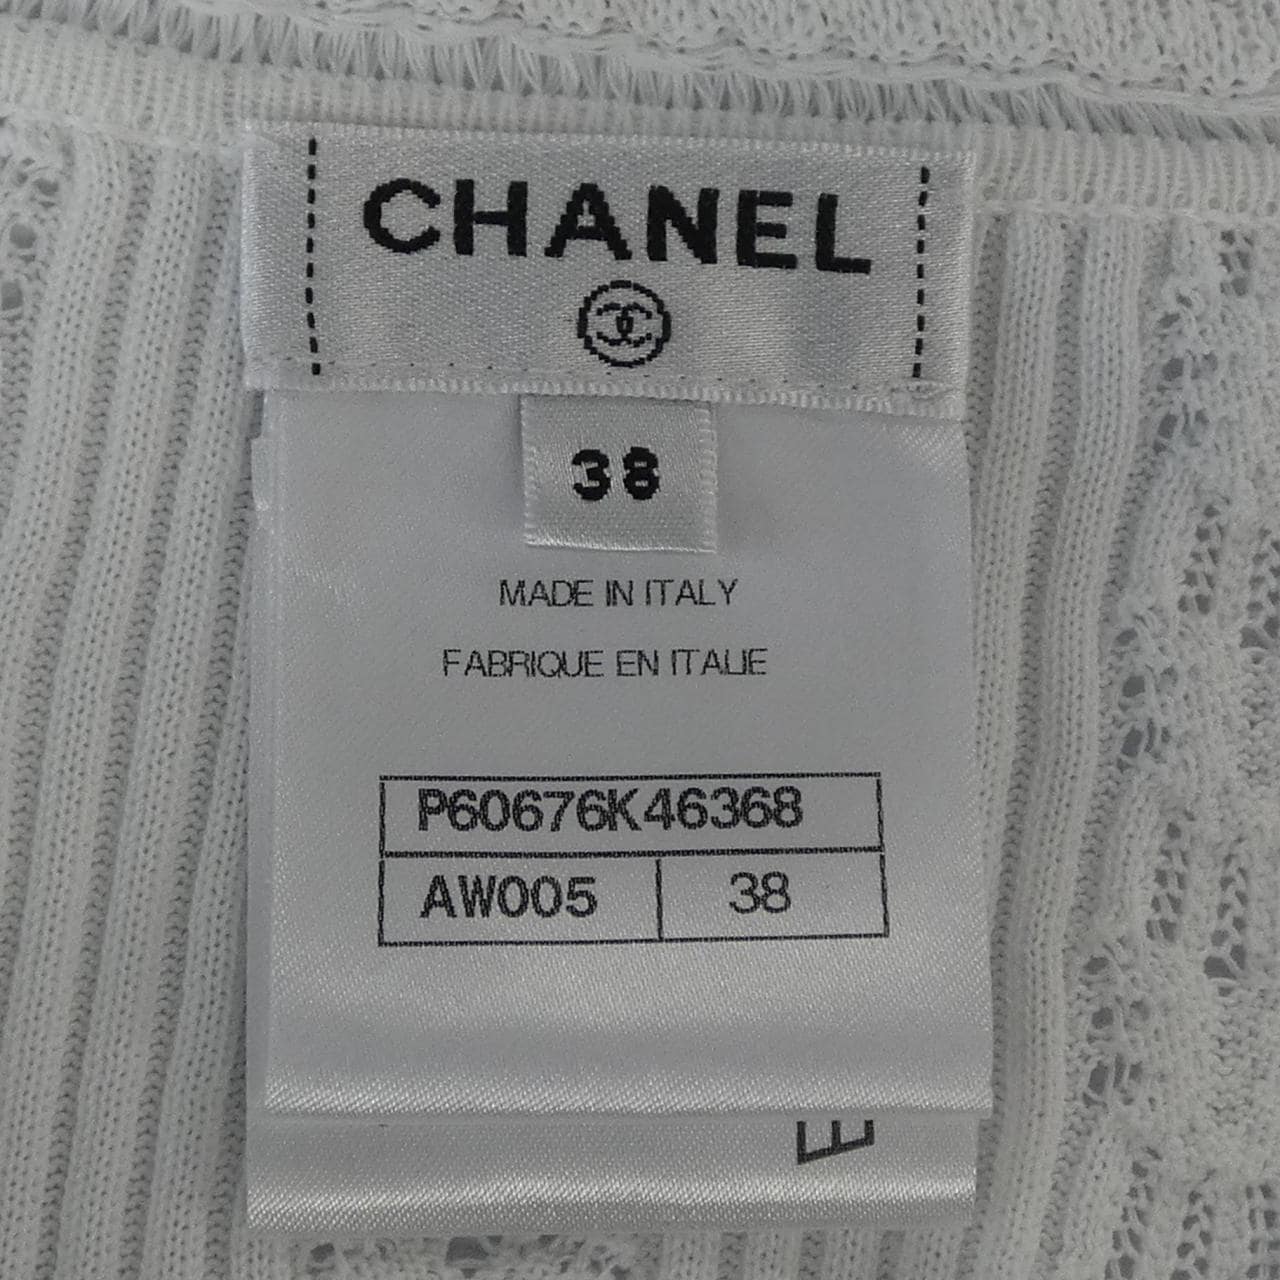 CHANEL
38
MADE IN ITALY
FABRIQUE EN ITALIE
P60676K46368
AW005 38
E